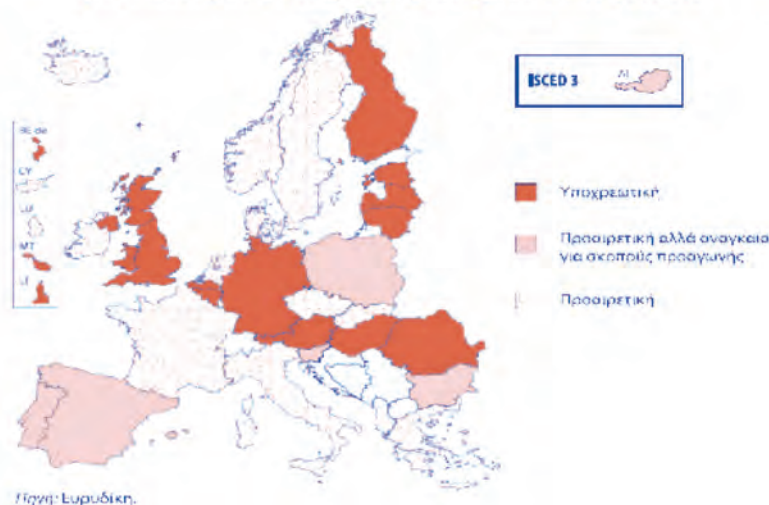 ISCED 3
AT
BE de
CY
LU
MT
LI
Υποχρεωτική
Προαιρετική αλλά αναγκαία
για σκοπούς προαγωγής
Προαιρετική
Πηγή: Ευρυδίκη.